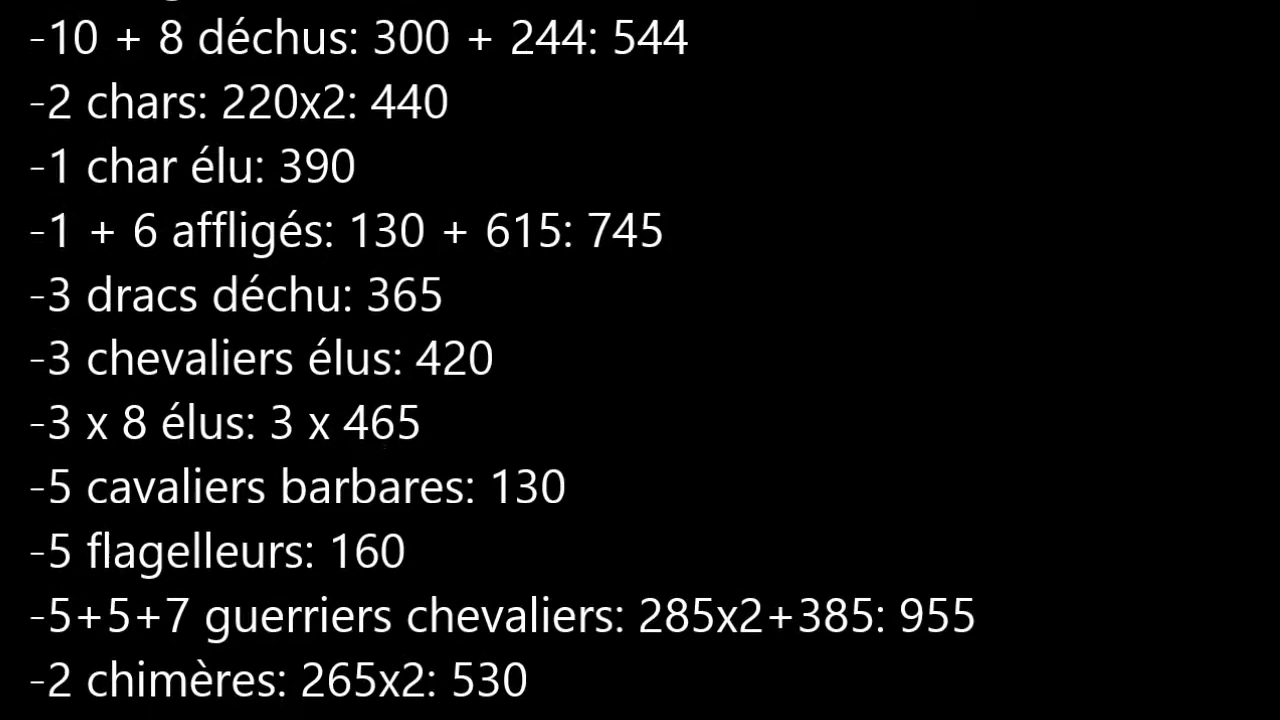 -10 + 8 déchus: 300 + 244: 544
-2 chars: 220x2: 440
-1 char élu: 390
-1 + 6 affligés: 130 + 615: 745
-3 dracs déchu: 365
-3 chevaliers élus: 420
-3 x 8 élus: 3 x 465
-5 cavaliers barbares: 130
-5 flagelleurs: 160
-5+5+7 guerriers chevaliers: 285x2+385: 955
-2 chimères: 265x2: 530